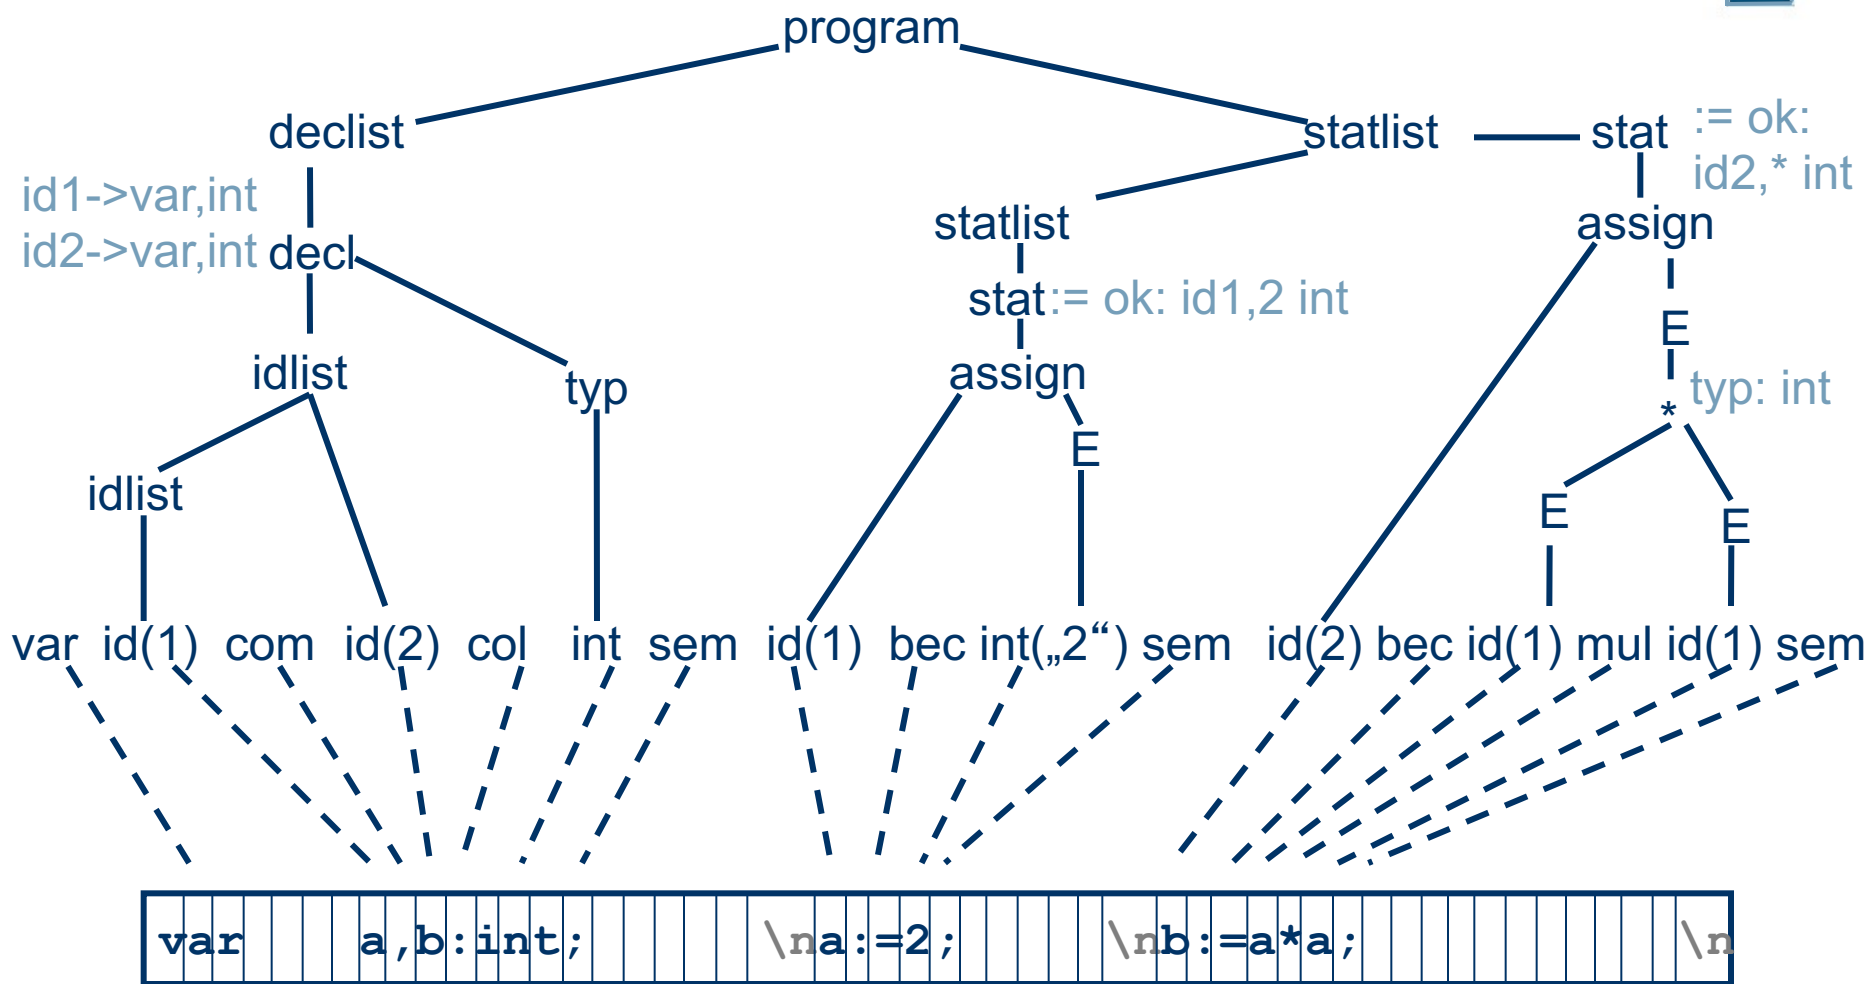 program
declist
statlist
stat
:= ok:
id2,* int
id1->var,int
statlist
assign
id2->var,int
decl
stat
:= ok: id1,2 int
E
idlist
typ
assign
typ: int
*
E
idlist
E
E
var id(1) com id(2) col int sem id(1) bec int(„2“) sem id(2) bec id(1) mul id(1) sem
var a,b:int; \na:=2; \nb:=a*a; \n